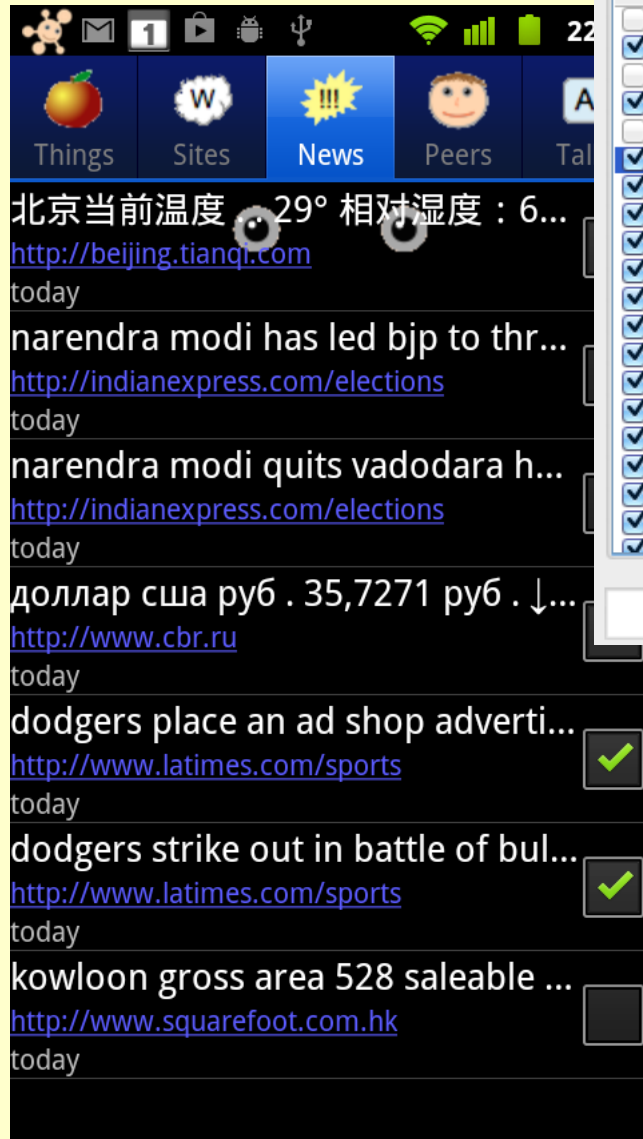 1
22
Things
W
Sites
!!!
News
Peers
A
Tal
北京当前温度 . . 29° 相对湿度：6...
http://beijing.tianqi.com
today
narendra modi has led bjp to thr...
http://indianexpress.com/elections
today
narendra modi quits vadodara h...
http://indianexpress.com/elections
today
доллар сша руб . 35,7271 руб . ↓...
http://www.cbr.ru
today
dodgers place an ad shop adverti...
http://www.latimes.com/sports
today
dodgers strike out in battle of bul...
http://www.latimes.com/sports
today
kowloon gross area 528 saleable ...
http://www.squarefoot.com.hk
today